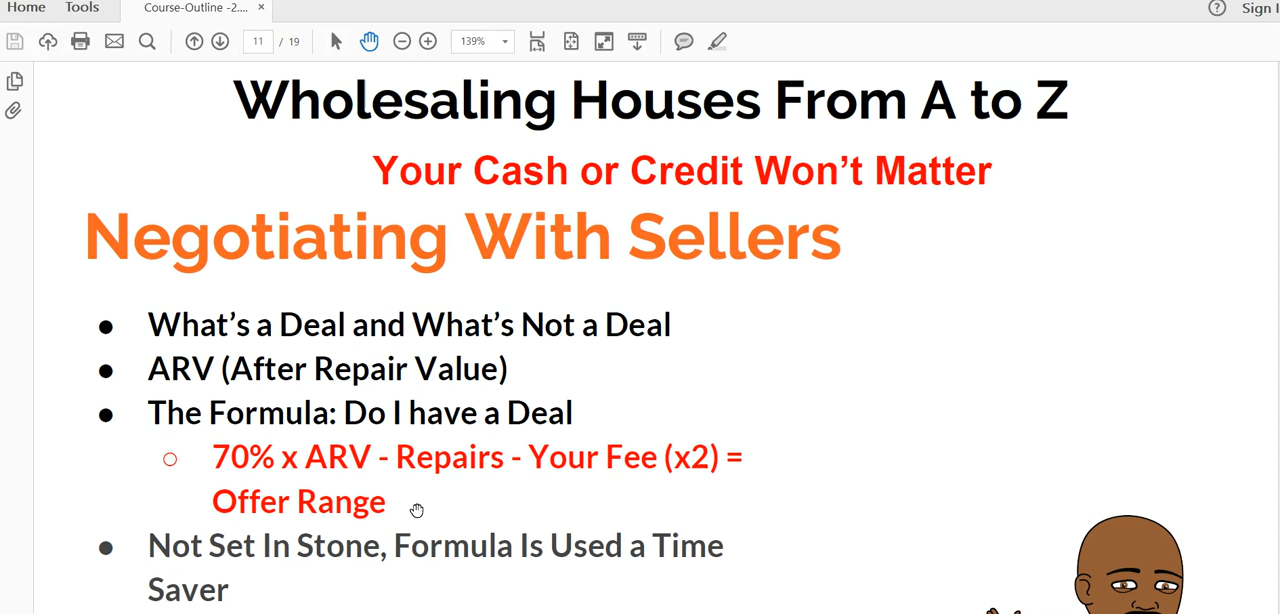 Home Tools Course-Outline -2.... × ? Sign I
11 / 19 139%
Wholesaling Houses From A to Z
Your Cash or Credit Won't Matter
Negotiating With Sellers
● What's a Deal and What's Not a Deal
● ARV (After Repair Value)
● The Formula: Do I have a Deal
○ 70% x ARV - Repairs - Your Fee (x2) =
Offer Range
● Not Set In Stone, Formula Is Used a Time
Saver